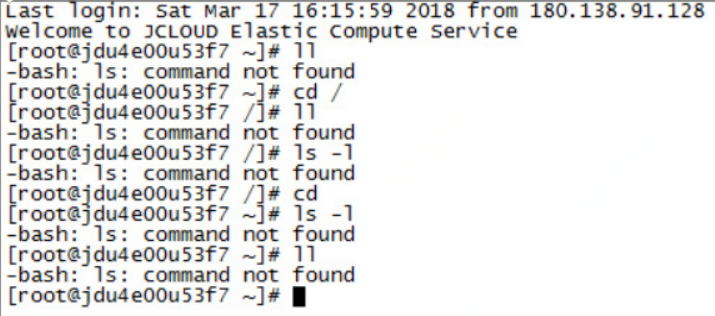 Last login: Sat Mar 17 16:15:59 2018 from 180.138.91.128
Welcome to JCLOUD Elastic Compute Service
[root@jdu4e00u53f7 ~]# ll
-bash: ls: command not found
[root@jdu4e00u53f7 ~]# cd /
[root@jdu4e00u53f7 /]# ll
-bash: ls: command not found
[root@jdu4e00u53f7 /]# ls -l
-bash: ls: command not found
[root@jdu4e00u53f7 /]# cd
[root@jdu4e00u53f7 ~]# ls -l
-bash: ls: command not found
[root@jdu4e00u53f7 ~]# ll
-bash: ls: command not found
[root@jdu4e00u53f7 ~]#